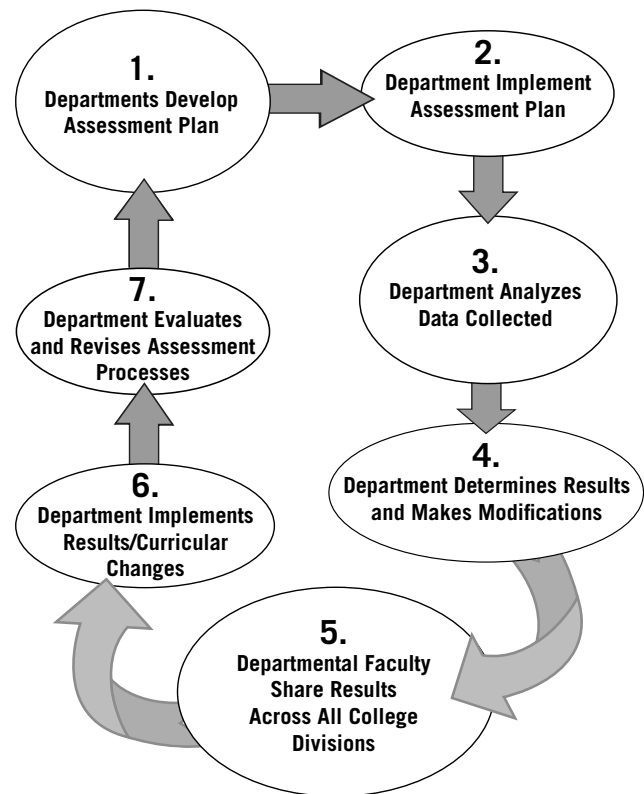 1.
Departments Develop
Assessment Plan
2.
Department Implement
Assessment Plan
3.
Department Analyzes
Data Collected
4.
Department Determines Results
and Makes Modifications
5.
Departmental Faculty
Share Results
Across All College
Divisions
6.
Department Implements
Results/Curricular
Changes
7.
Department Evaluates
and Revises Assessment
Processes